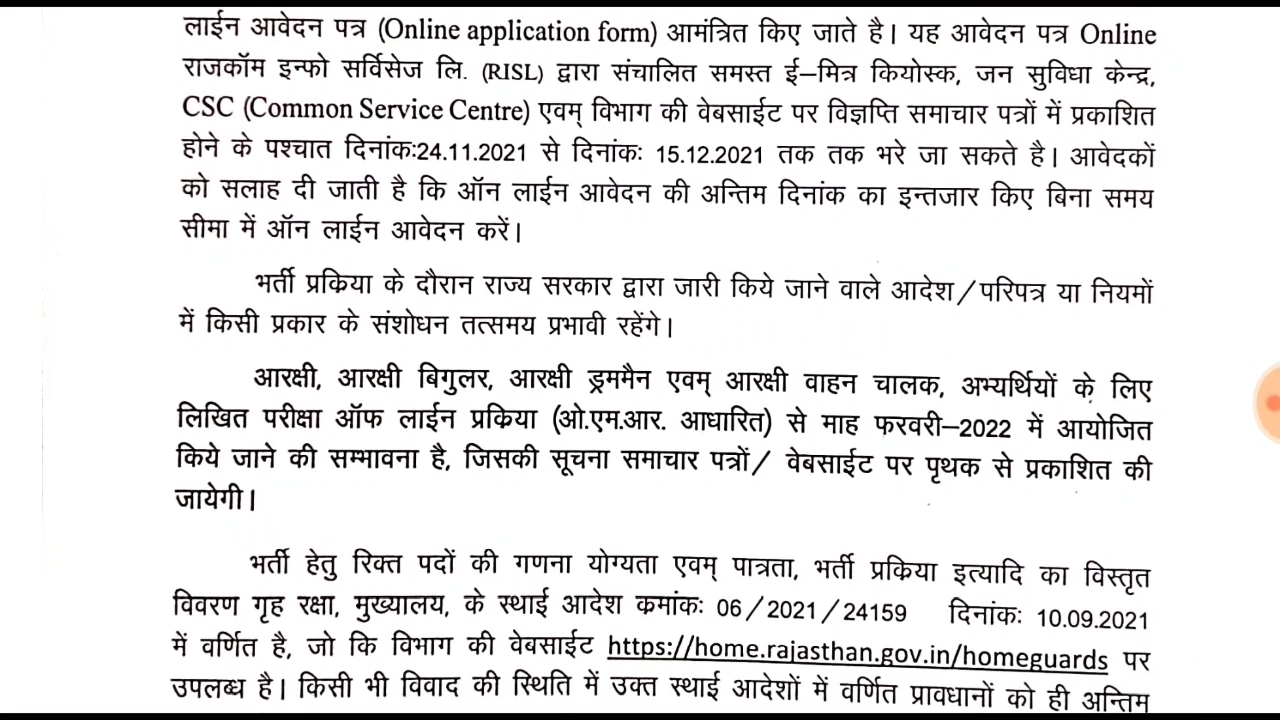 लाईन आवेदन पत्र (Online application form) आमंत्रित किए जाते है। यह आवेदन पत्र Online
राजकॉम इन्फो सर्विसेज लि. (RISL) द्वारा संचालित समस्त ई–मित्र कियोस्क, जन सुविधा केन्द्र,
CSC (Common Service Centre) एवम् विभाग की वेबसाईट पर विज्ञप्ति समाचार पत्रों में प्रकाशित
होने के पश्चात दिनांकः24.11.2021 से दिनांकः 15.12.2021 तक तक भरे जा सकते है। आवेदकों
को सलाह दी जाती है कि ऑन लाईन आवेदन की अन्तिम दिनांक का इन्तजार किए बिना समय
सीमा में ऑन लाईन आवेदन करें।
भर्ती प्रकिया के दौरान राज्य सरकार द्वारा जारी किये जाने वाले आदेश/परिपत्र या नियमों
में किसी प्रकार के संशोधन तत्समय प्रभावी रहेंगे।
आरक्षी, आरक्षी बिगुलर, आरक्षी ड्रममैन एवम् आरक्षी वाहन चालक, अभ्यर्थियों के लिए
लिखित परीक्षा ऑफ लाईन प्रकिया (ओ.एम.आर. आधारित) से माह फरवरी–2022 में आयोजित
किये जाने की सम्भावना है, जिसकी सूचना समाचार पत्रों/ वेबसाईट पर पृथक से प्रकाशित की
जायेगी।
भर्ती हेतु रिक्त पदों की गणना योग्यता एवम् पात्रता, भर्ती प्रकिया इत्यादि का विस्तृत
विवरण गृह रक्षा, मुख्यालय, के स्थाई आदेश कमांकः 06/2021/24159 दिनांकः 10.09.2021
में वर्णित है, जो कि विभाग की वेबसाईट https://home.rajasthan.gov.in/homeguards पर
उपलब्ध है। किसी भी विवाद की स्थिति में उक्त स्थाई आदेशों में वर्णित प्रावधानों को ही अन्तिम